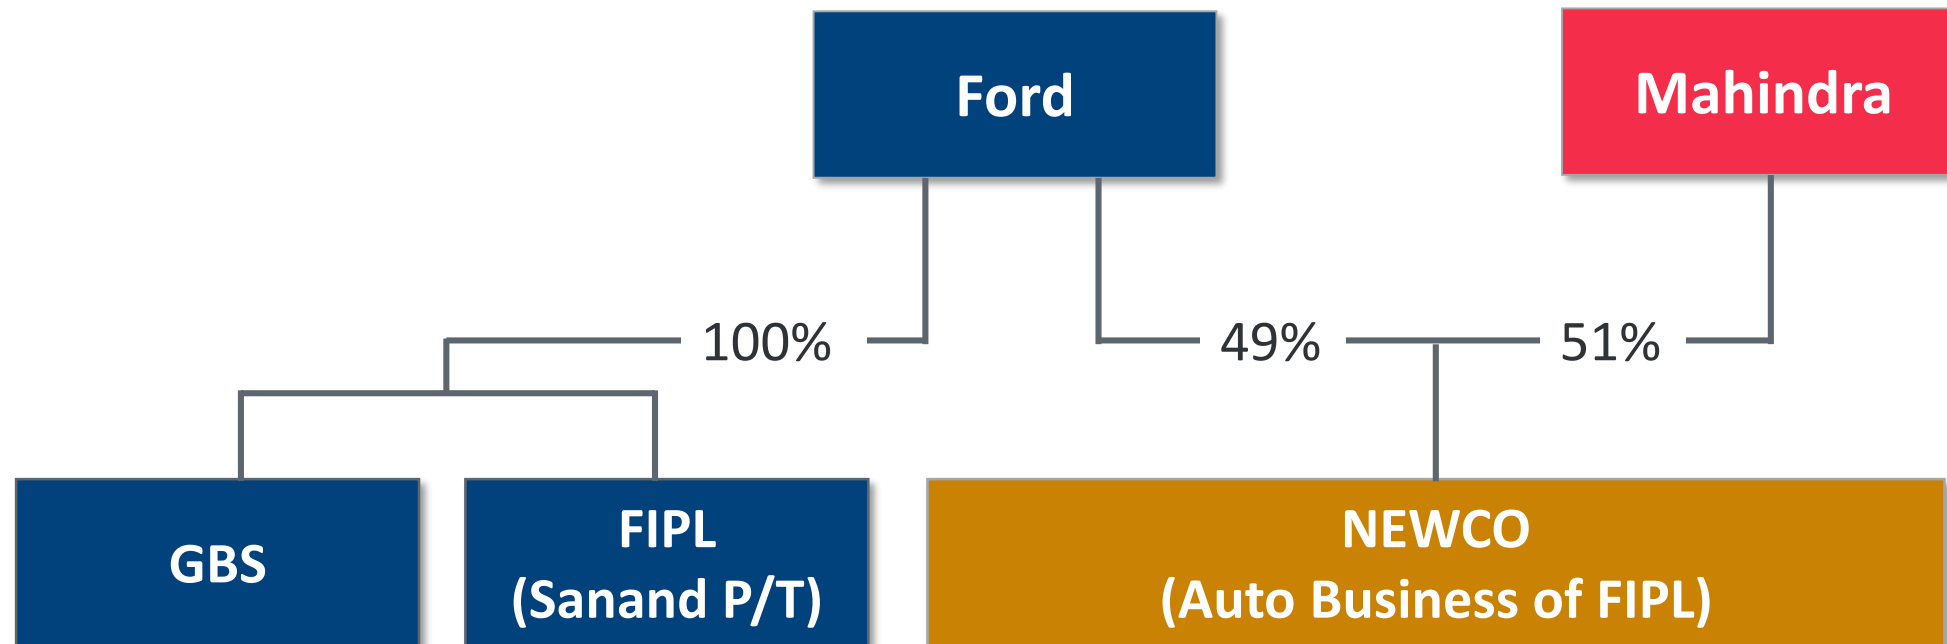 Ford
Mahindra
100%
49%
51%
GBS
FIPL
(Sanand P/T)
NEWCO
(Auto Business of FIPL)